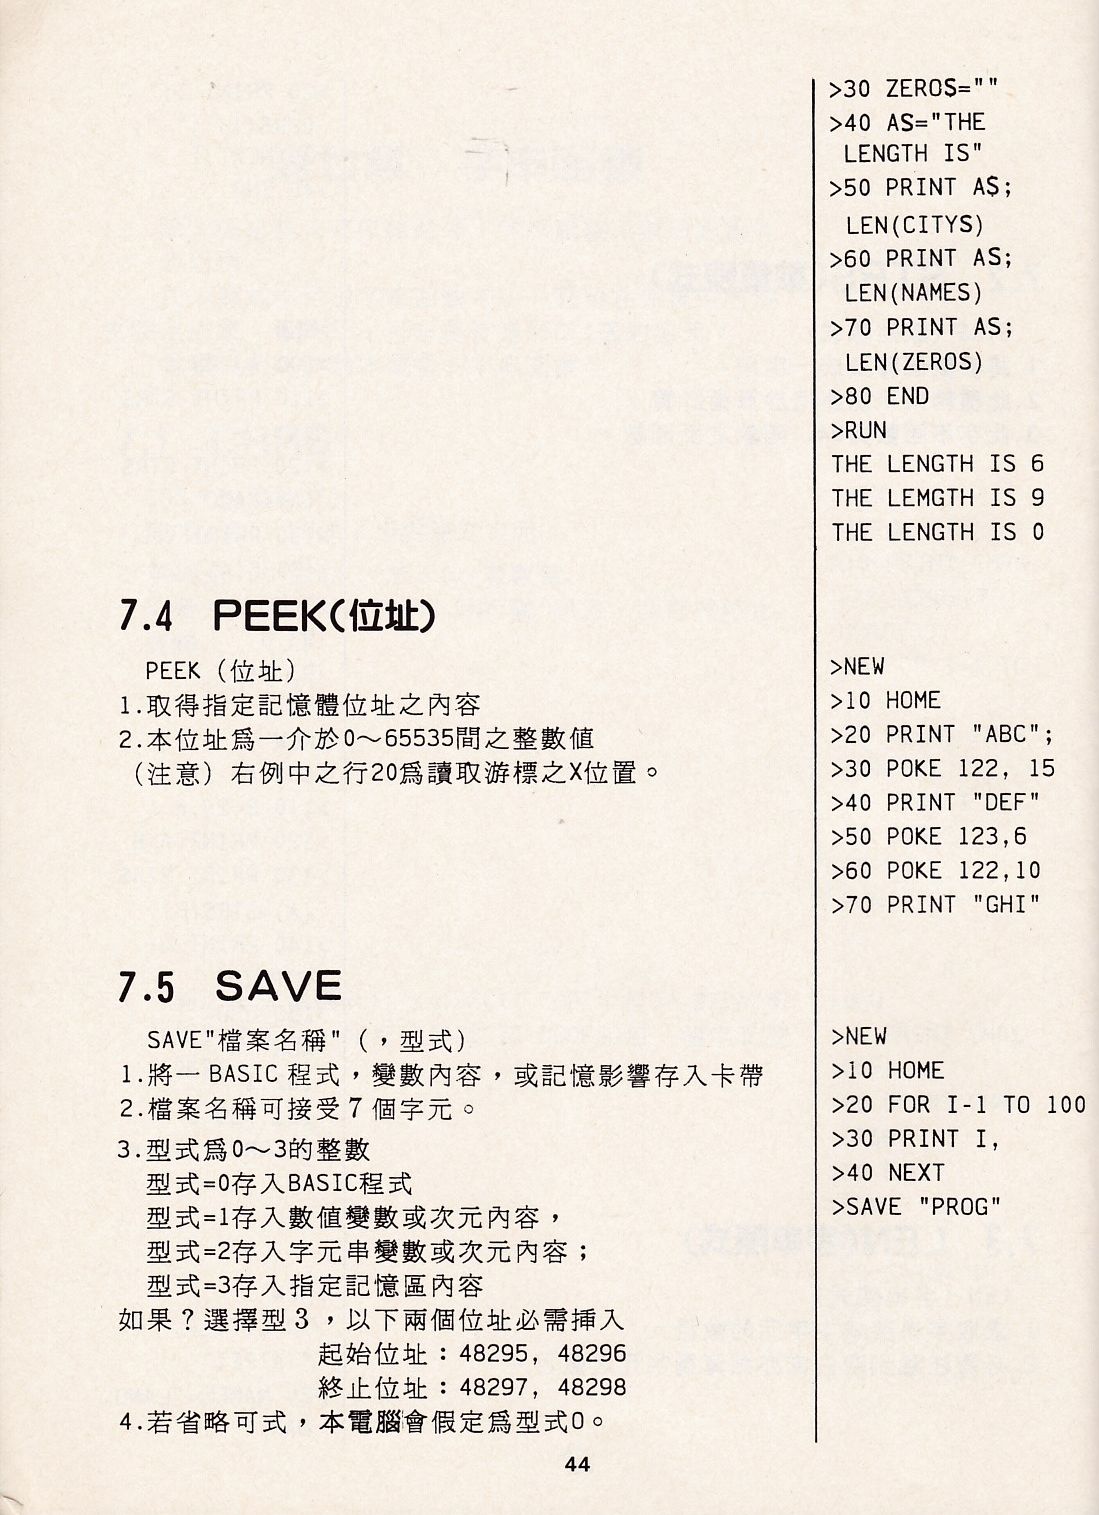 >30 ZERO$=""
>40 AS="THE
LENGTH IS"
>50 PRINT A$;
LEN(CITYS)
>60 PRINT AS;
LEN(NAMES)
>70 PRINT AS;
LEN(ZEROS)
>80 END
>RUN
THE LENGTH IS 6
THE LEMGTH IS 9
THE LENGTH IS 0
7.4 PEEK(位址)
PEEK (位址)
1.取得指定記憶體位址之內容
2.本位址爲一介於0～65535間之整數值
(注意) 右例中之行20爲讀取游標之X位置。
>NEW
>10 HOME
>20 PRINT "ABC";
>30 POKE 122, 15
>40 PRINT "DEF"
>50 POKE 123,6
>60 POKE 122,10
>70 PRINT "GHI"
7.5 SAVE
SAVE"檔案名稱" (，型式)
1.將一 BASIC 程式，變數內容，或記憶影響存入卡帶
2.檔案名稱可接受7個字元。
3.型式爲0～3的整數
型式=0存入BASIC程式
型式=1存入數值變數或次元內容，
型式=2存入字元串變數或次元內容；
型式=3存入指定記憶區內容
如果？選擇型3，以下兩個位址必需挿入
起始位址：48295, 48296
終止位址：48297, 48298
4.若省略可式，本電腦會假定爲型式0。
>NEW
>10 HOME
>20 FOR I-1 TO 100
>30 PRINT I,
>40 NEXT
>SAVE "PROG"
44